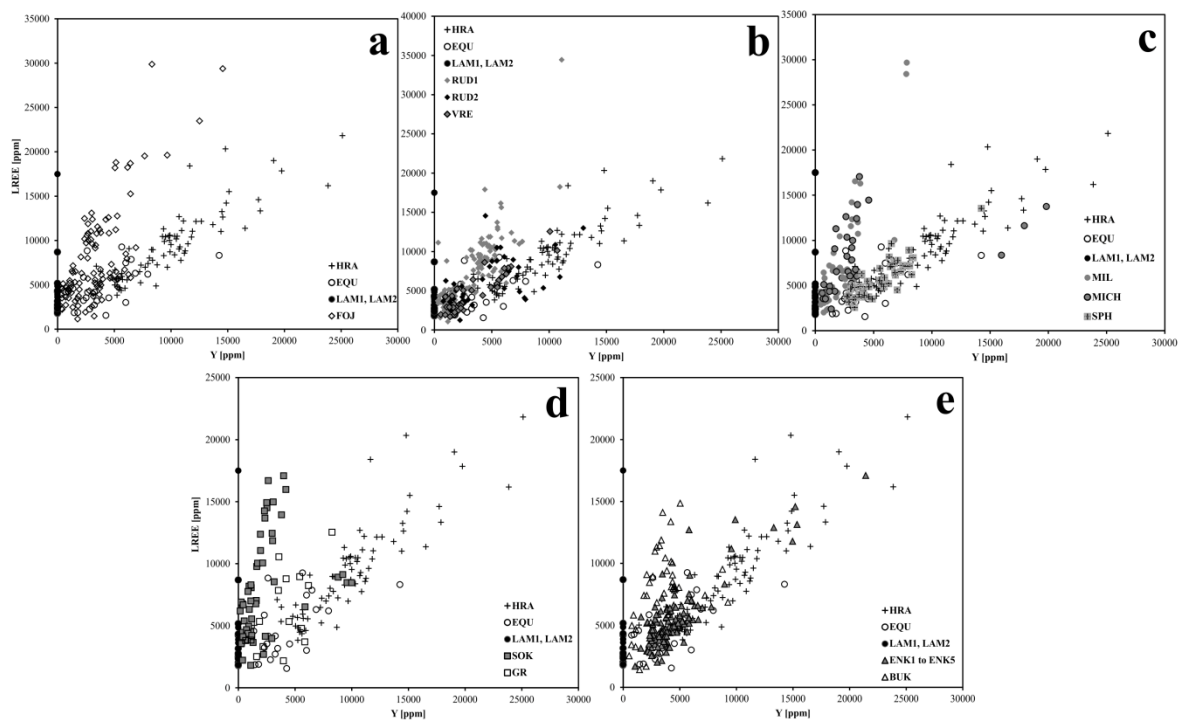 a
35000
30000
25000
20000
15000
10000
5000
0
LREE [ppm]
HRA
EQU
LAM1, LAM2
FOJ
0 5000 10000 15000 20000 25000 30000
Y [ppm]
b
40000
35000
30000
25000
20000
15000
10000
5000
0
HRA
EQU
LAM1, LAM2
RUD1
RUD2
VRE
0 5000 10000 15000 20000 25000 30000
Y [ppm]
c
35000
30000
25000
20000
15000
10000
5000
0
HRA
EQU
LAM1, LAM2
MIL
MICH
SPH
0 5000 10000 15000 20000 25000 30000
Y [ppm]
d
25000
20000
15000
10000
5000
0
LREE [ppm]
HRA
EQU
LAM1, LAM2
SOK
GR
0 5000 10000 15000 20000 25000 30000
Y [ppm]
e
25000
20000
15000
10000
5000
0
LREE [ppm]
HRA
EQU
LAM1, LAM2
ENK1 to ENK5
BUK
0 5000 10000 15000 20000 25000 30000
Y [ppm]